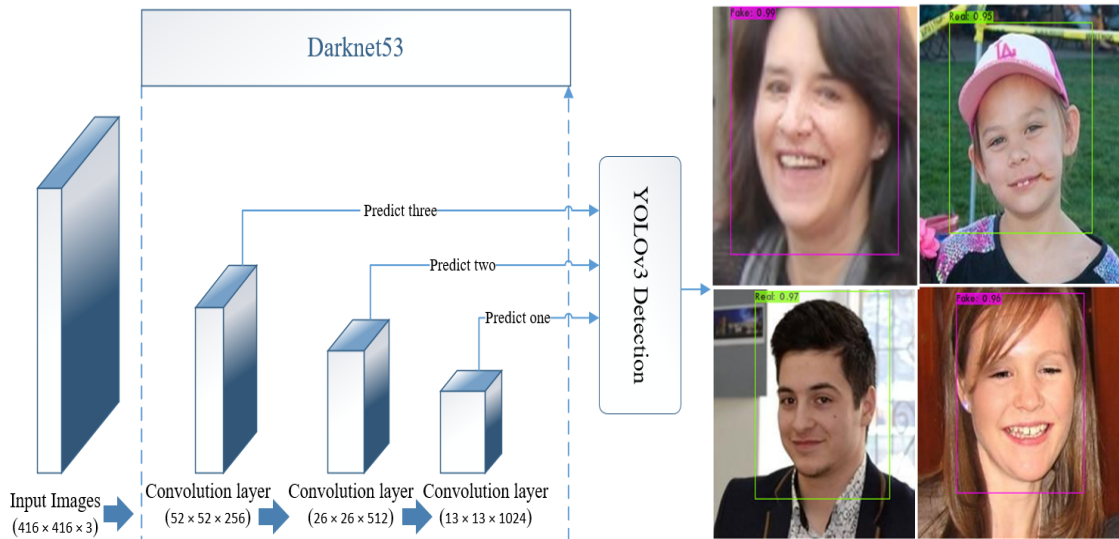 Darknet53
Predict three
Predict two
Predict one
YOLOv3 Detection
Input Images
(416 × 416 × 3)
Convolution layer
(52 × 52 × 256)
Convolution layer
(26 × 26 × 512)
Convolution layer
(13 × 13 × 1024)
Fake: 0.99
Real: 0.95
LA
Real: 0.97
Fake: 0.96